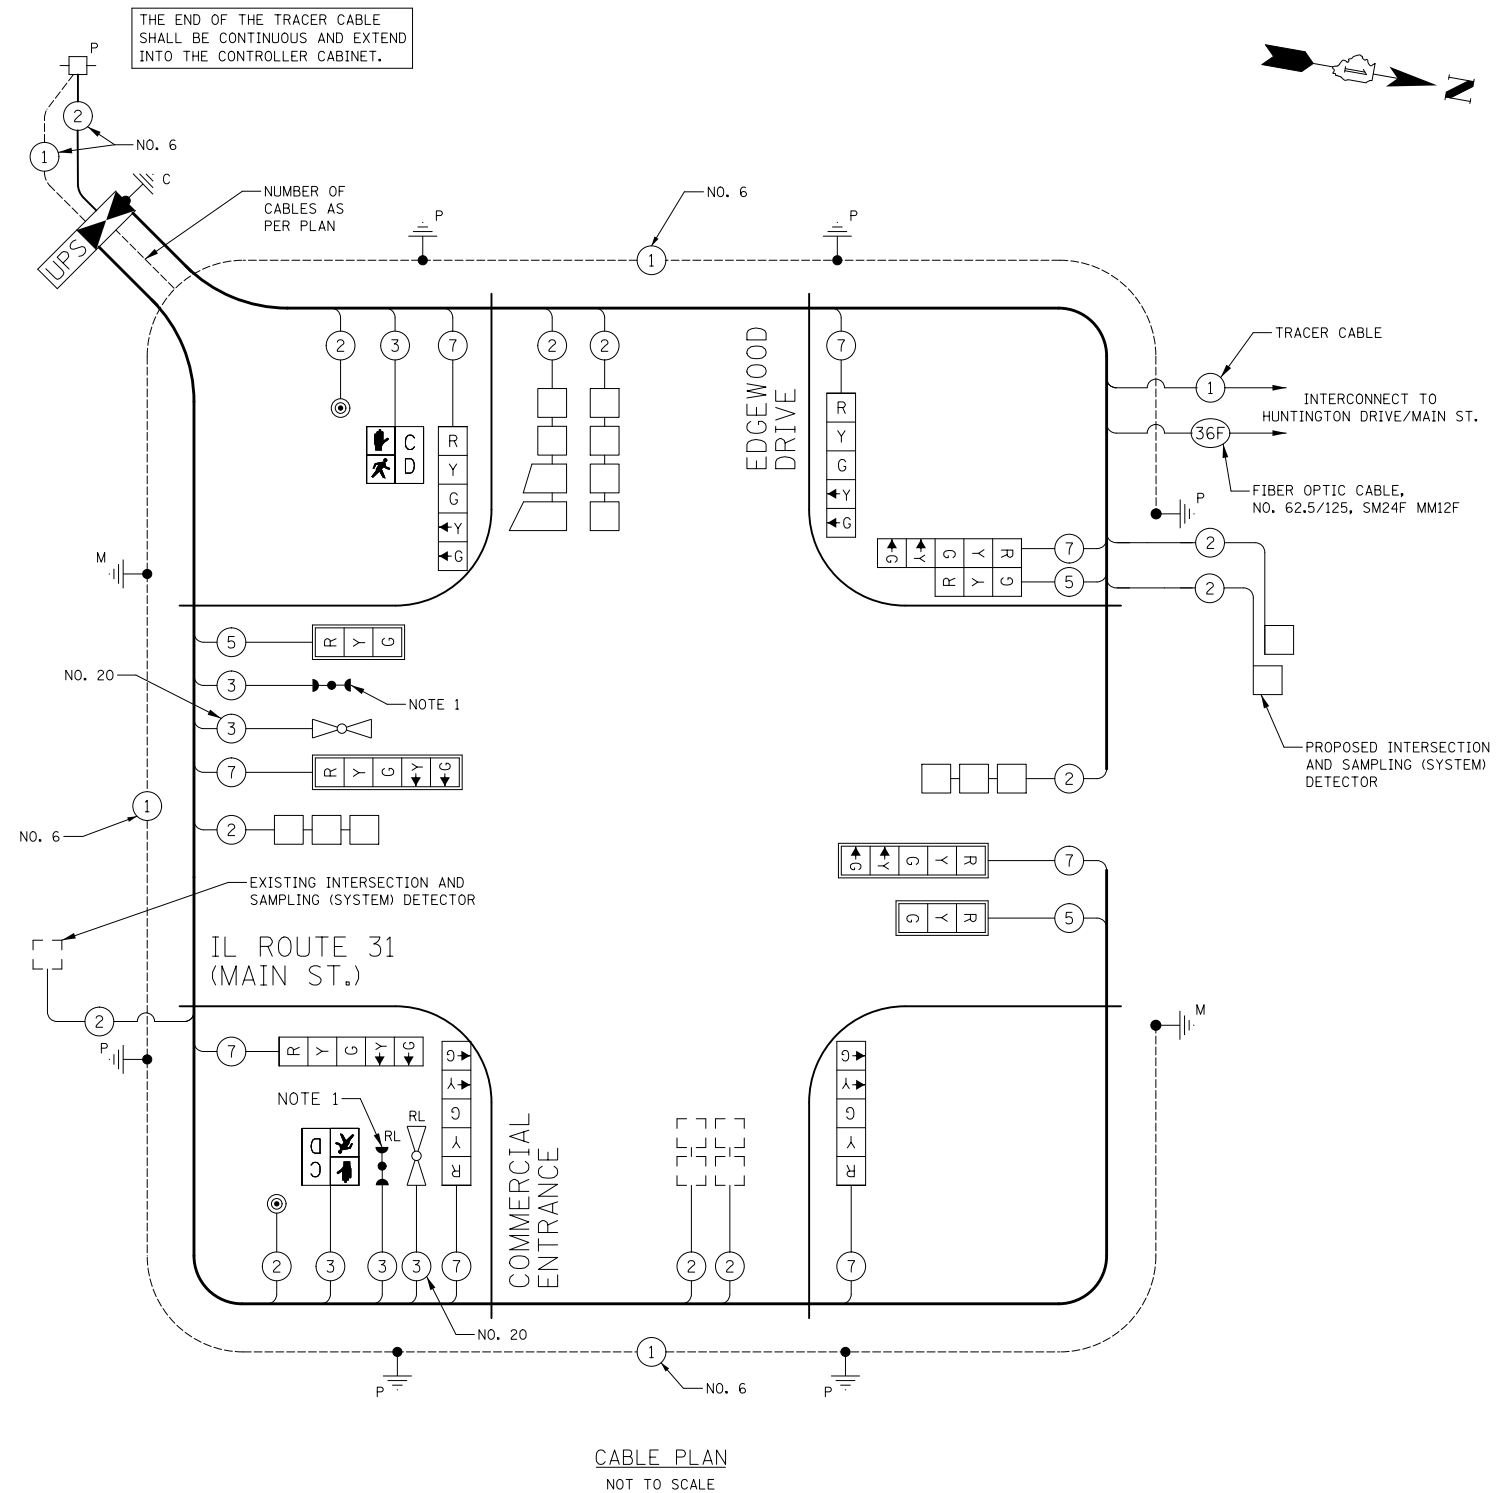 THE END OF THE TRACER CABLE
SHALL BE CONTINUOUS AND EXTEND
INTO THE CONTROLLER CABINET.
P
N
2
1
NO. 6
C
UPS
NUMBER OF
CABLES AS
PER PLAN
P
NO. 6
P
1
2
3
7
2
2
7
EDGEWOOD
DRIVE
C
D
R
Y
G
Y
G
R
Y
G
Y
G
TRACER CABLE
1
INTERCONNECT TO
HUNTINGTON DRIVE/MAIN ST.
36F
FIBER OPTIC CABLE,
NO. 62.5/125, SM24F MM12F
P
2
2
G Y G Y R
7
R Y G
5
M
5
R Y G
NO. 20
3
NOTE 1
3
7
R Y G Y G
PROPOSED INTERSECTION
AND SAMPLING (SYSTEM)
DETECTOR
2
1
NO. 6
2
G Y G Y R
7
G Y R
5
EXISTING INTERSECTION AND
SAMPLING (SYSTEM) DETECTOR
IL ROUTE 31
(MAIN ST.)
2
P
M
7
R Y G Y G
G
Y
G
Y
R
G
Y
G
Y
R
NOTE 1
RL
RL
D
C
COMMERCIAL
ENTRANCE
2
3
3
3
7
2
2
7
NO. 20
1
P
P
NO. 6
CABLE PLAN
NOT TO SCALE